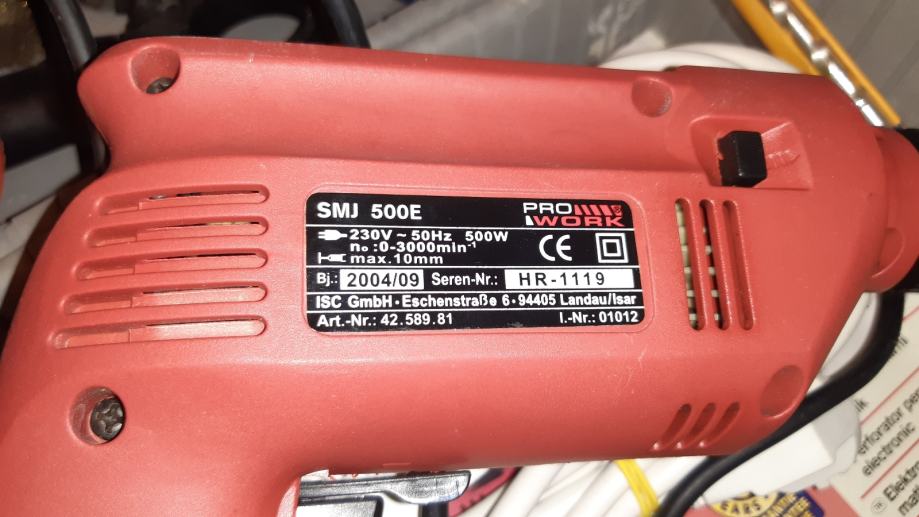 SMJ 500E
PRO
WORK
230V ~ 50Hz 500W
n₀ :0-3000min⁻¹
max.10mm
CE
Bj.: 2004/09 Seren-Nr.: HR-1119
ISC GmbH · Eschenstraße 6 · 94405 Landau/Isar
Art.-Nr.: 42.589.81 I.-Nr.: 01012
electronic